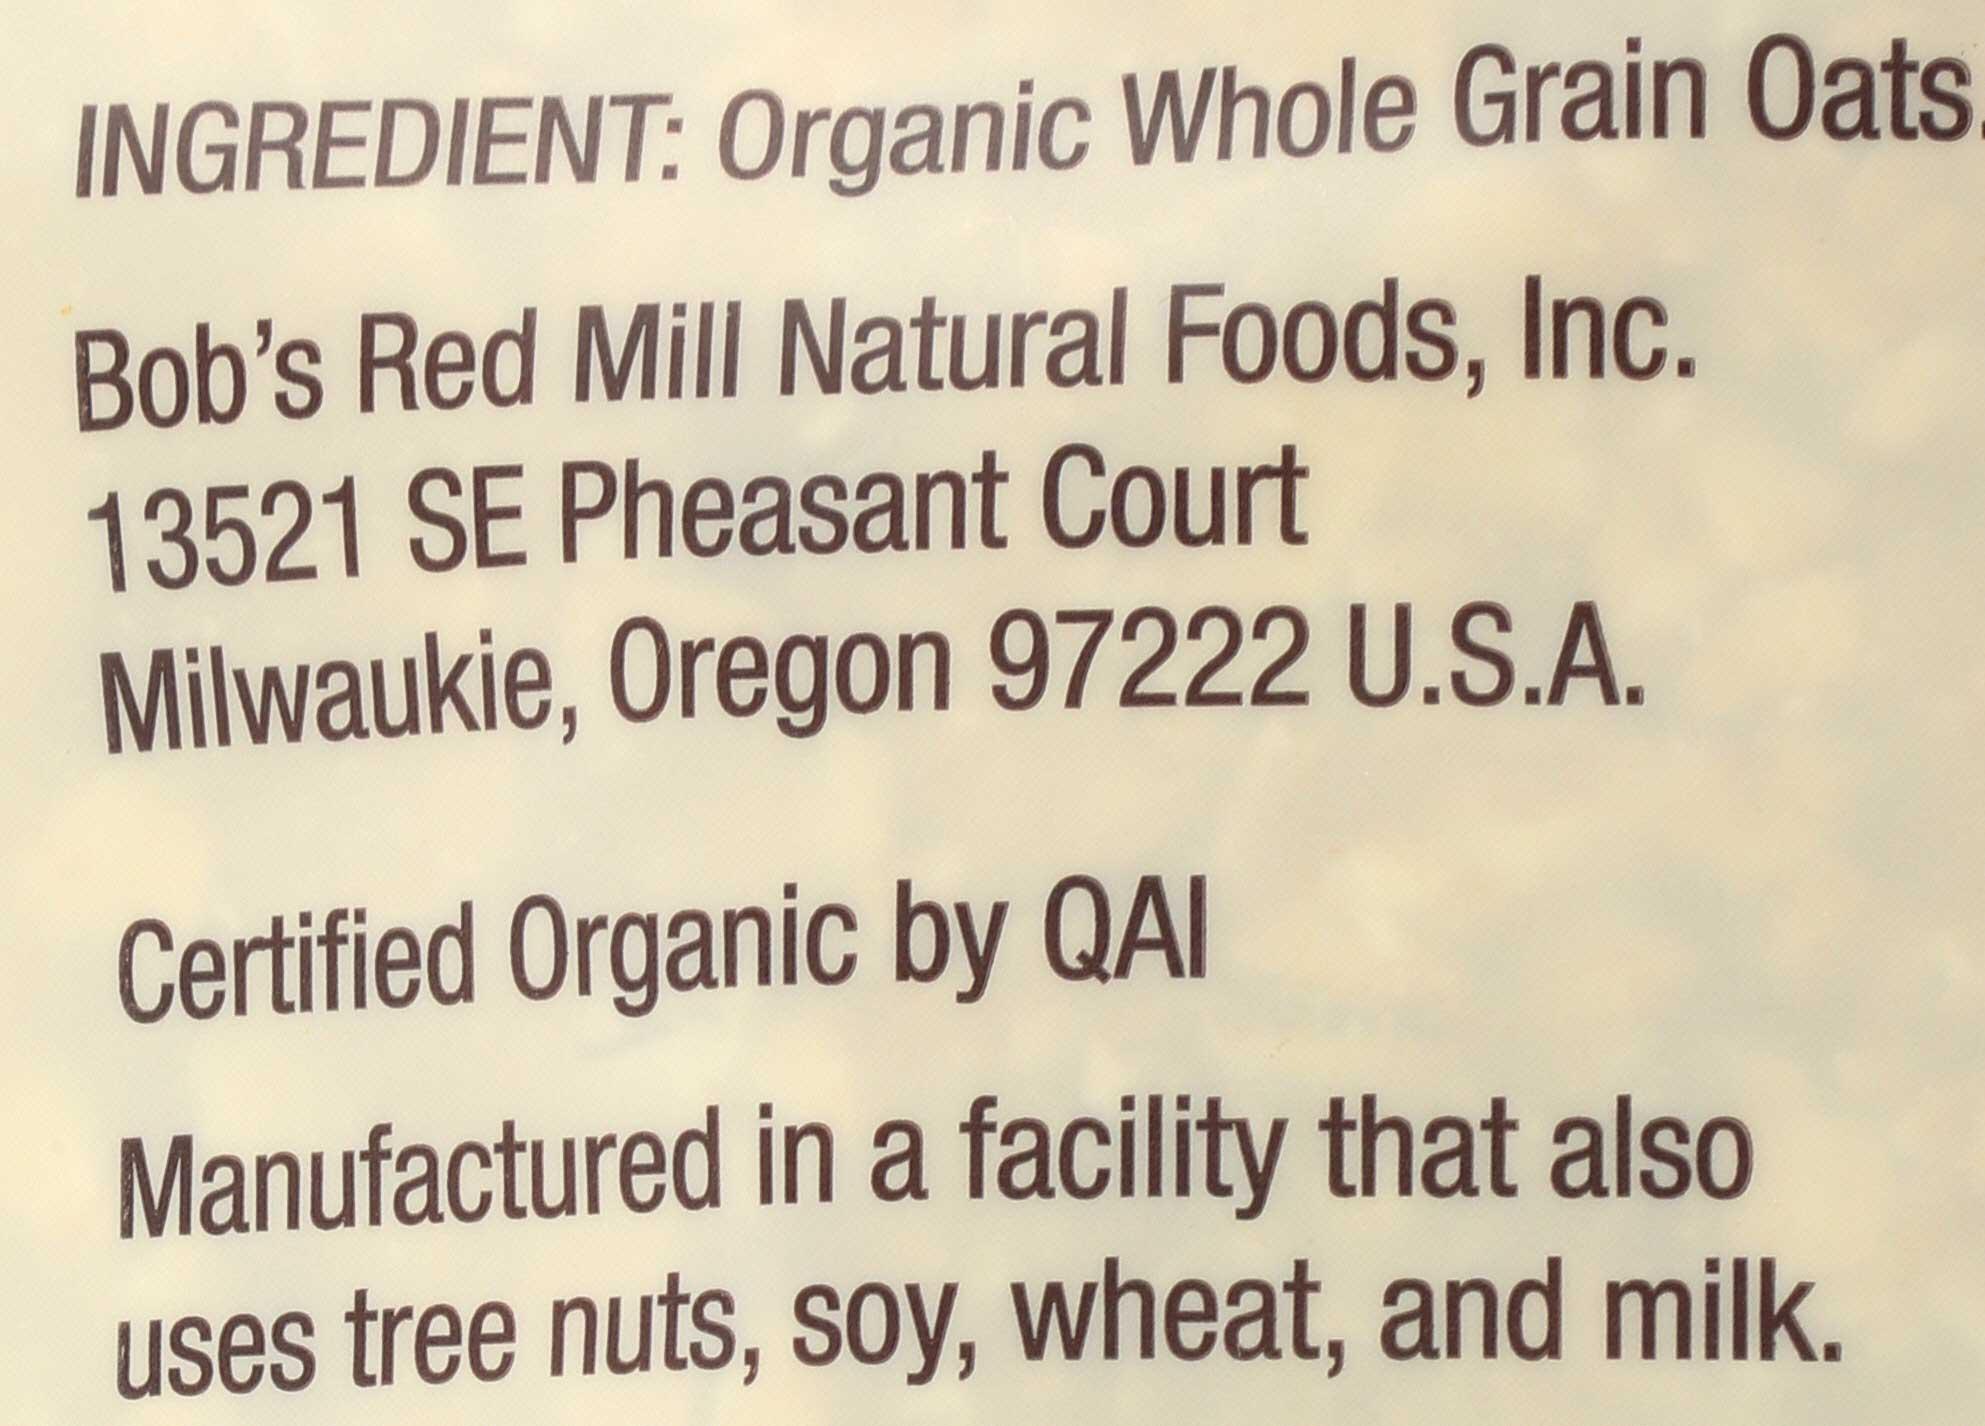 INGREDIENT: Organic Whole Grain Oats.
Bob's Red Mill Natural Foods, Inc.
13521 SE Pheasant Court
Milwaukie, Oregon 97222 U.S.A.
Certified Organic by QAI
Manufactured in a facility that also
uses tree nuts, soy, wheat, and milk.